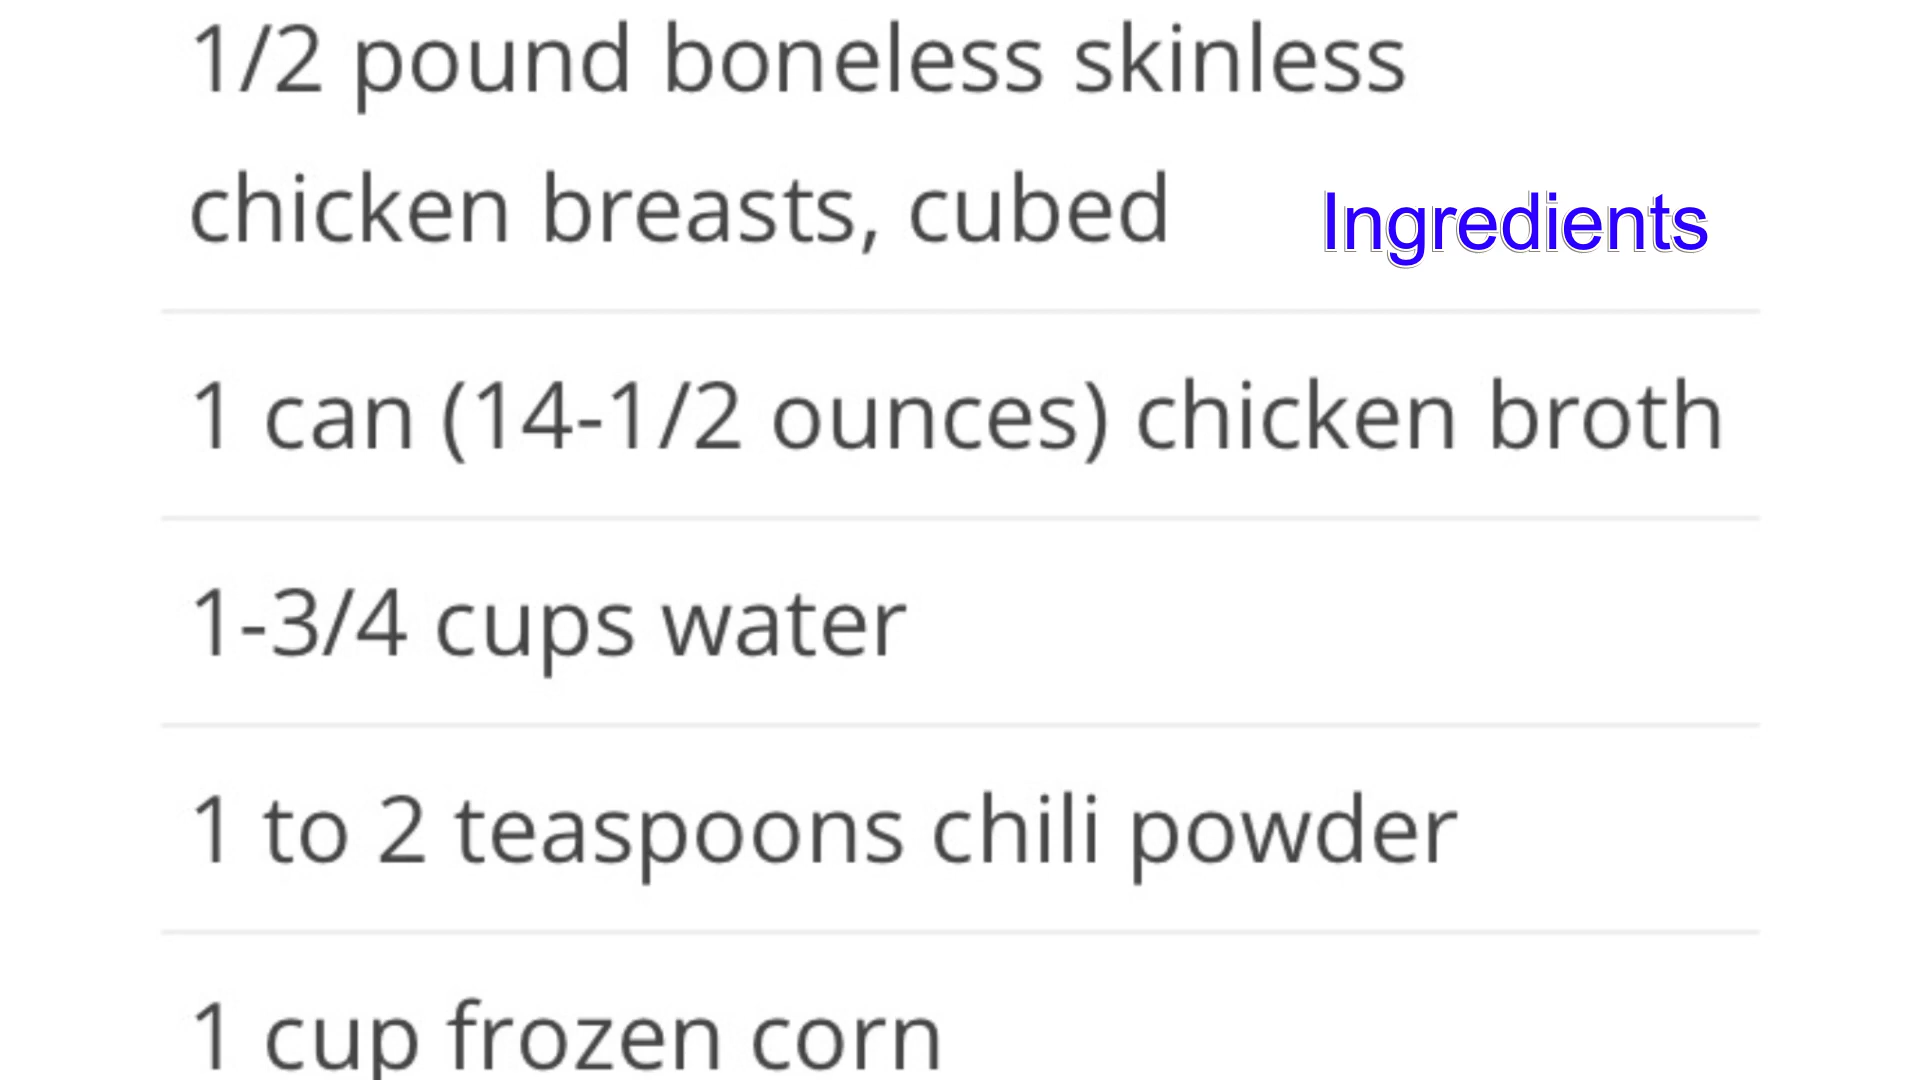 1/2 pound boneless skinless
chicken breasts, cubed
Ingredients
1 can (14-1/2 ounces) chicken broth
1-3/4 cups water
1 to 2 teaspoons chili powder
1 cup frozen corn